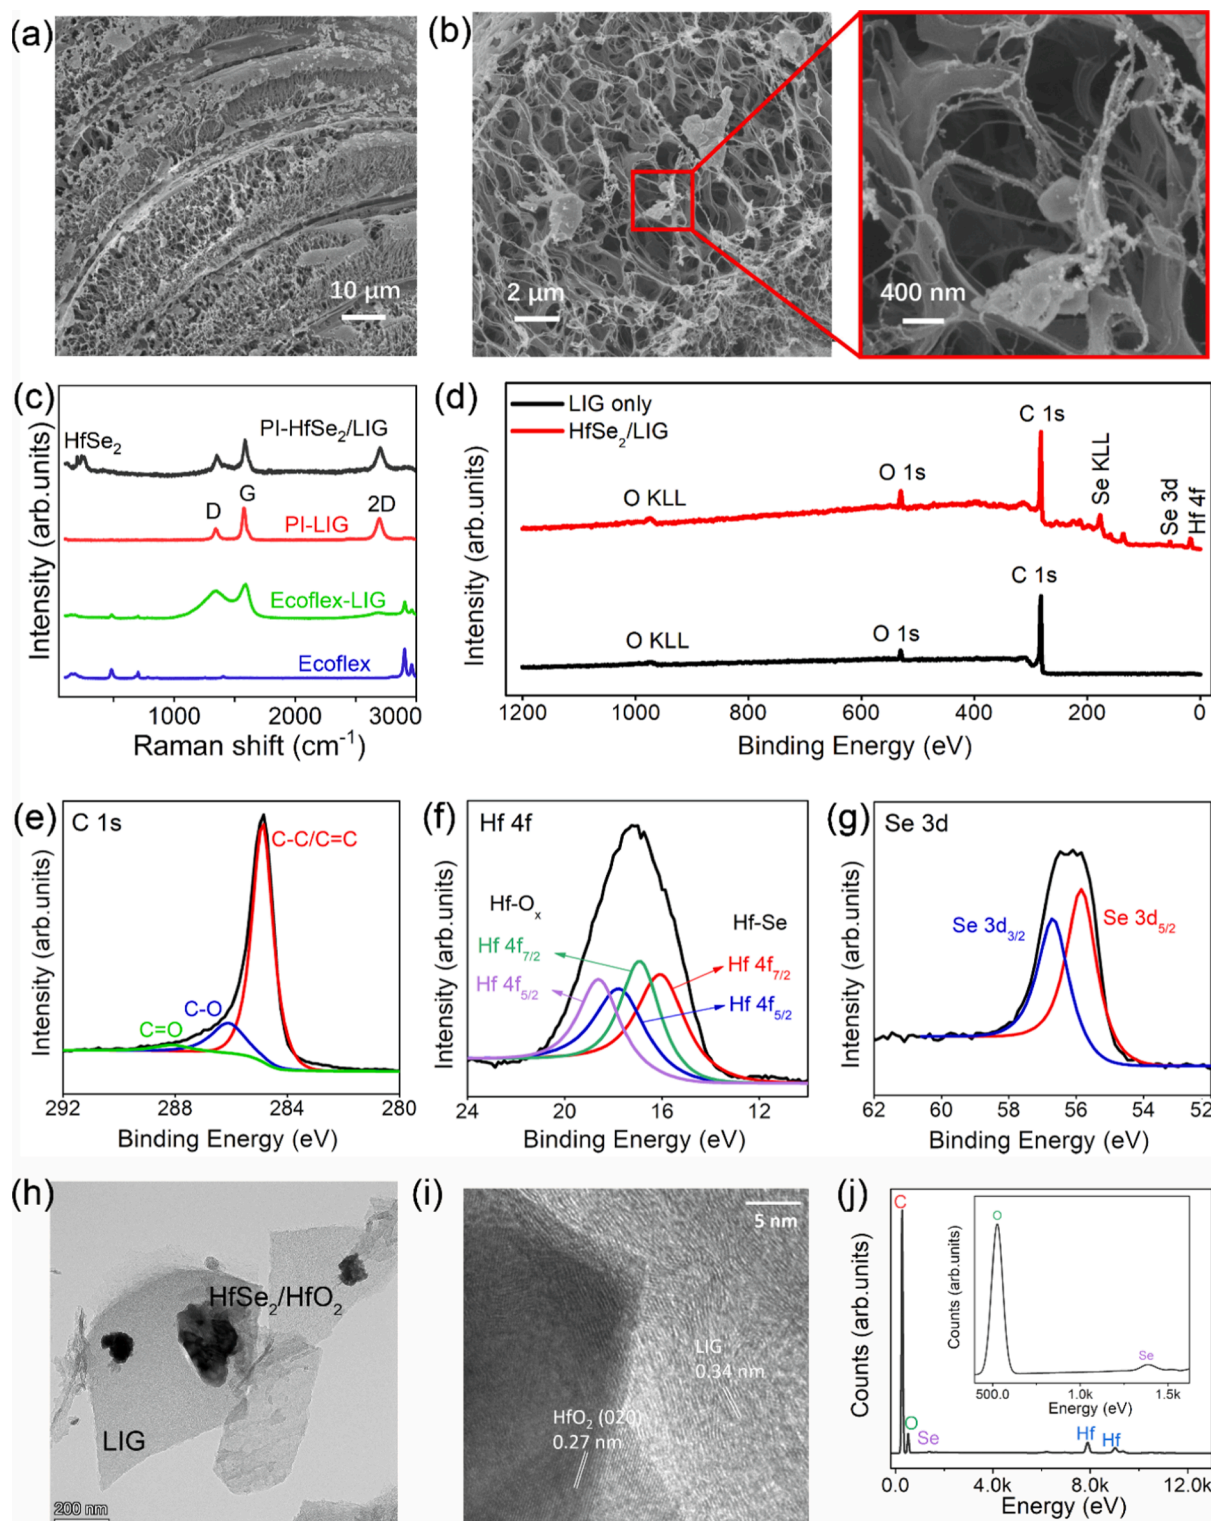 (a)
10 μm
(b)
2 μm
400 nm
(c)
HfSe2
PI-HfSe2/LIG
D
G
2D
PI-LIG
Ecoflex-LIG
Ecoflex
Intensity (arb.units)
1000 2000 3000
Raman shift (cm-1)
(d)
LIG only
HfSe2/LIG
C 1s
O 1s
O KLL
Se KLL
Se 3d
Hf 4f
C 1s
O 1s
O KLL
Intensity (arb.units)
1200 1000 800 600 400 200 0
Binding Energy (eV)
(e)
C 1s
C-C/C=C
C-O
C=O
Intensity (arb.units)
292 288 284 280
Binding Energy (eV)
(f)
Hf 4f
Hf-Ox
Hf-Se
Hf 4f7/2
Hf 4f5/2
Hf 4f7/2
Hf 4f5/2
Intensity (arb.units)
24 20 16 12
Binding Energy (eV)
(g)
Se 3d
Se 3d3/2
Se 3d5/2
Intensity (arb.units)
62 60 58 56 54 52
Binding Energy (eV)
(h)
HfSe2/HfO2
LIG
200 nm
(i)
5 nm
LIG
0.34 nm
HfO2 (020)
0.27 nm
(j)
C
O
Se
Hf
Hf
Counts (arb.units)
0.0 4.0k 8.0k 12.0k
Energy (eV)
O
Se
Counts (arb.units)
500.0 1.0k 1.5k
Energy (eV)